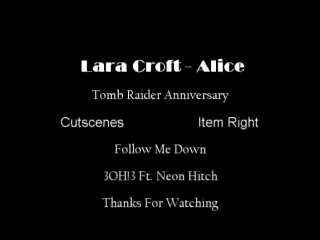 Lara Croft - Alice
Tomb Raider Anniversary
Cutscenes Item Right
Follow Me Down
3OH!3 Ft. Neon Hitch
Thanks For Watching